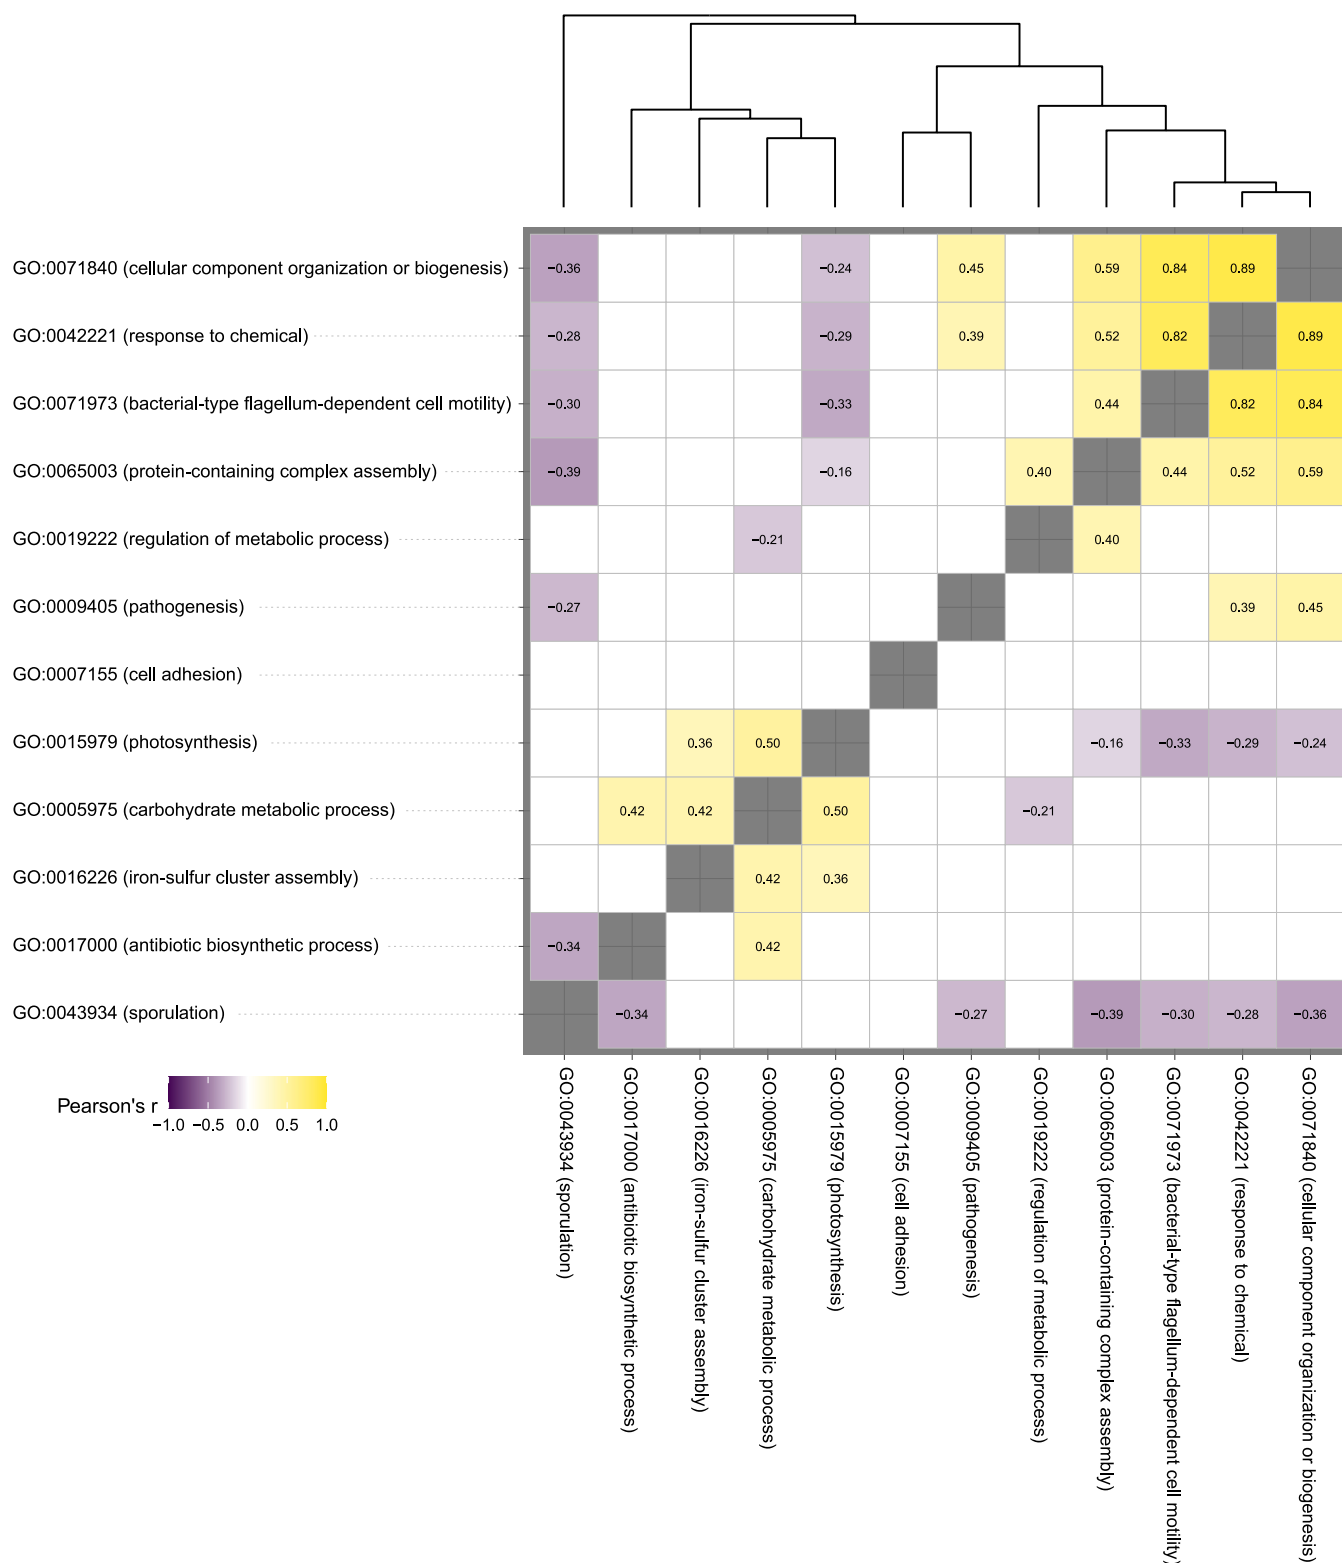 GO:0071840 (cellular component organization or biogenesis) −0.36 −0.24 0.45 0.59 0.84 0.89
GO:0042221 (response to chemical) −0.28 −0.29 0.39 0.52 0.82 0.89
GO:0071973 (bacterial-type flagellum-dependent cell motility) −0.30 −0.33 0.44 0.82 0.84
GO:0065003 (protein-containing complex assembly) −0.39 −0.16 0.40 0.44 0.52 0.59
GO:0019222 (regulation of metabolic process) −0.21 0.40
GO:0009405 (pathogenesis) −0.27 0.39 0.45
GO:0007155 (cell adhesion)
GO:0015979 (photosynthesis) 0.36 0.50 −0.16 −0.33 −0.29 −0.24
GO:0005975 (carbohydrate metabolic process) 0.42 0.42 0.50 −0.21
GO:0016226 (iron-sulfur cluster assembly) 0.42 0.36
GO:0017000 (antibiotic biosynthetic process) −0.34 0.42
GO:0043934 (sporulation) −0.34 −0.27 −0.39 −0.30 −0.28 −0.36
Pearson's r
−1.0 −0.5 0.0 0.5 1.0
GO:0043934 (sporulation)
GO:0017000 (antibiotic biosynthetic process)
GO:0016226 (iron-sulfur cluster assembly)
GO:0005975 (carbohydrate metabolic process)
GO:0015979 (photosynthesis)
GO:0007155 (cell adhesion)
GO:0009405 (pathogenesis)
GO:0019222 (regulation of metabolic process)
GO:0065003 (protein-containing complex assembly)
GO:0071973 (bacterial-type flagellum-dependent cell motility)
GO:0042221 (response to chemical)
GO:0071840 (cellular component organization or biogenesis)